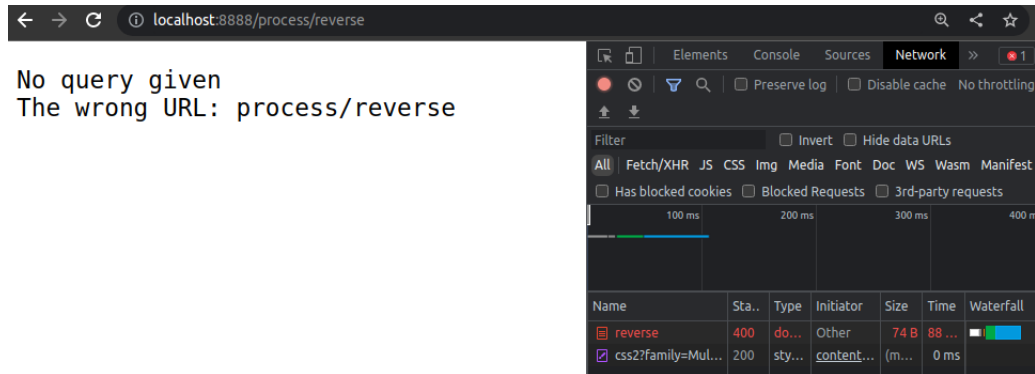 localhost:8888/process/reverse
No query given
The wrong URL: process/reverse
Elements Console Sources Network » 1
Preserve log Disable cache No throttling
Filter Invert Hide data URLs
All Fetch/XHR JS CSS Img Media Font Doc WS Wasm Manifest
Has blocked cookies Blocked Requests 3rd-party requests
100 ms 200 ms 300 ms 400 m
Name Sta.. Type Initiator Size Time Waterfall
reverse 400 do... Other 74 B 88 ...
css2?family=Mul... 200 sty... content... (m... 0 ms